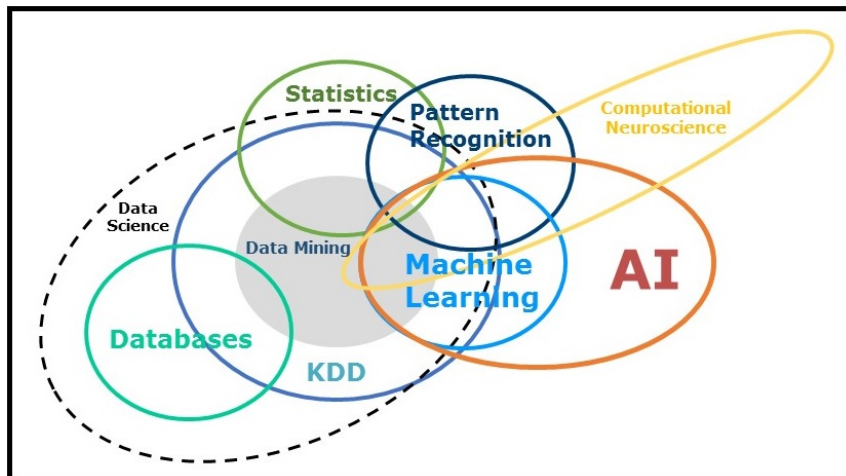 Statistics
Pattern
Recognition
Computational
Neuroscience
Data
Science
Data Mining
Machine
Learning
AI
Databases
KDD